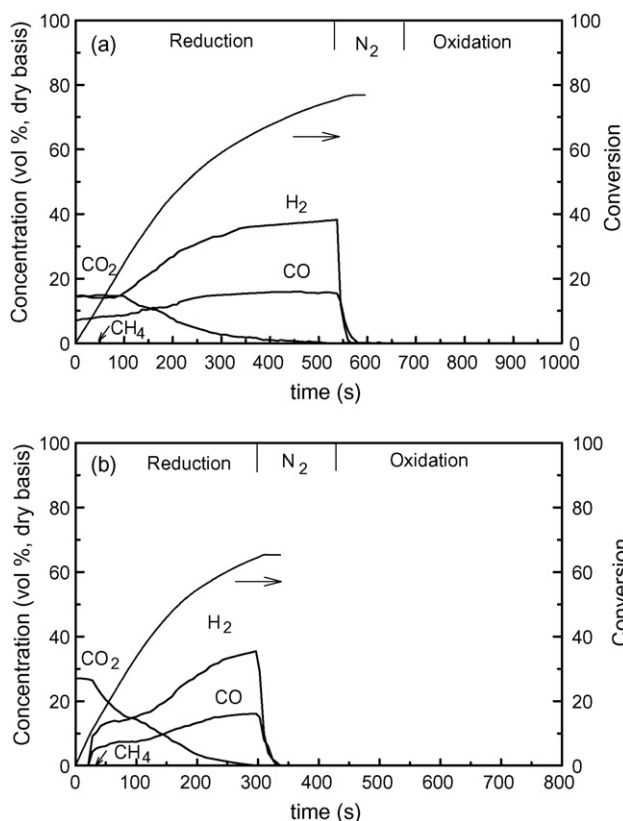 (a) Reduction N2 Oxidation
100 100
80 80
60 60
40 40
20 20
0 0
H2
CO2
CO
CH4
Concentration (vol %, dry basis)
Conversion
0 100 200 300 400 500 600 700 800 900 1000
time (s)
(b) Reduction N2 Oxidation
100 100
80 80
60 60
40 40
20 20
0 0
H2
CO2
CO
CH4
Concentration (vol %, dry basis)
Conversion
0 100 200 300 400 500 600 700 800
time (s)